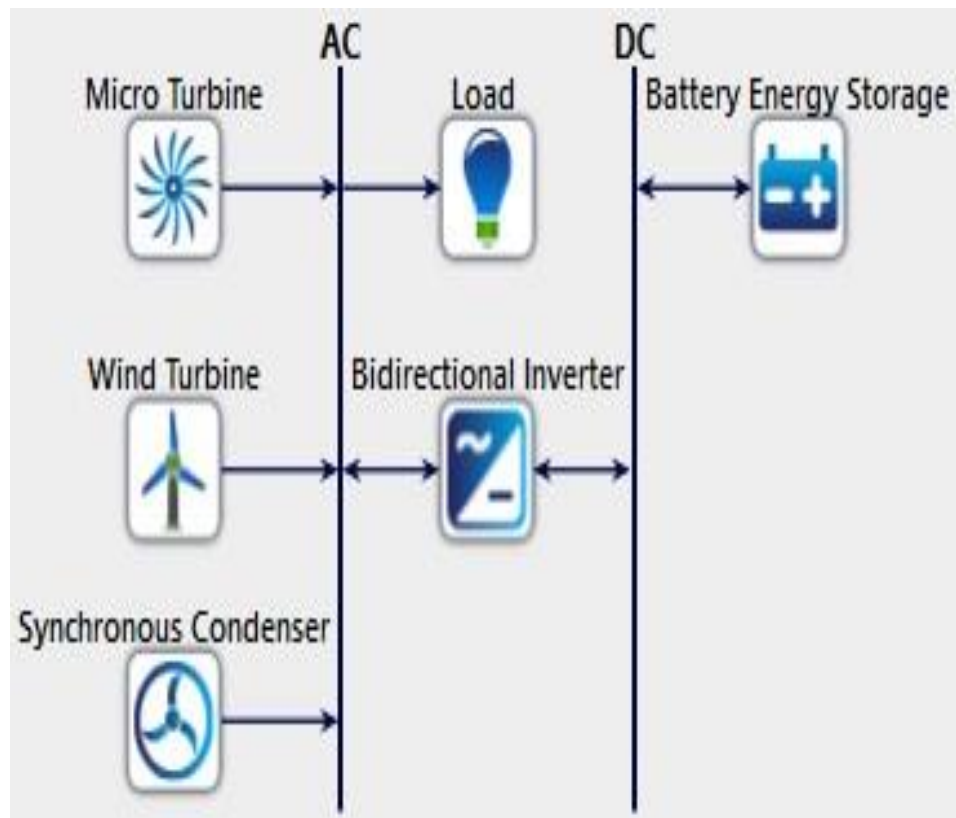 AC
DC
Micro Turbine
Load
Battery Energy Storage
Wind Turbine
Bidirectional Inverter
Synchronous Condenser